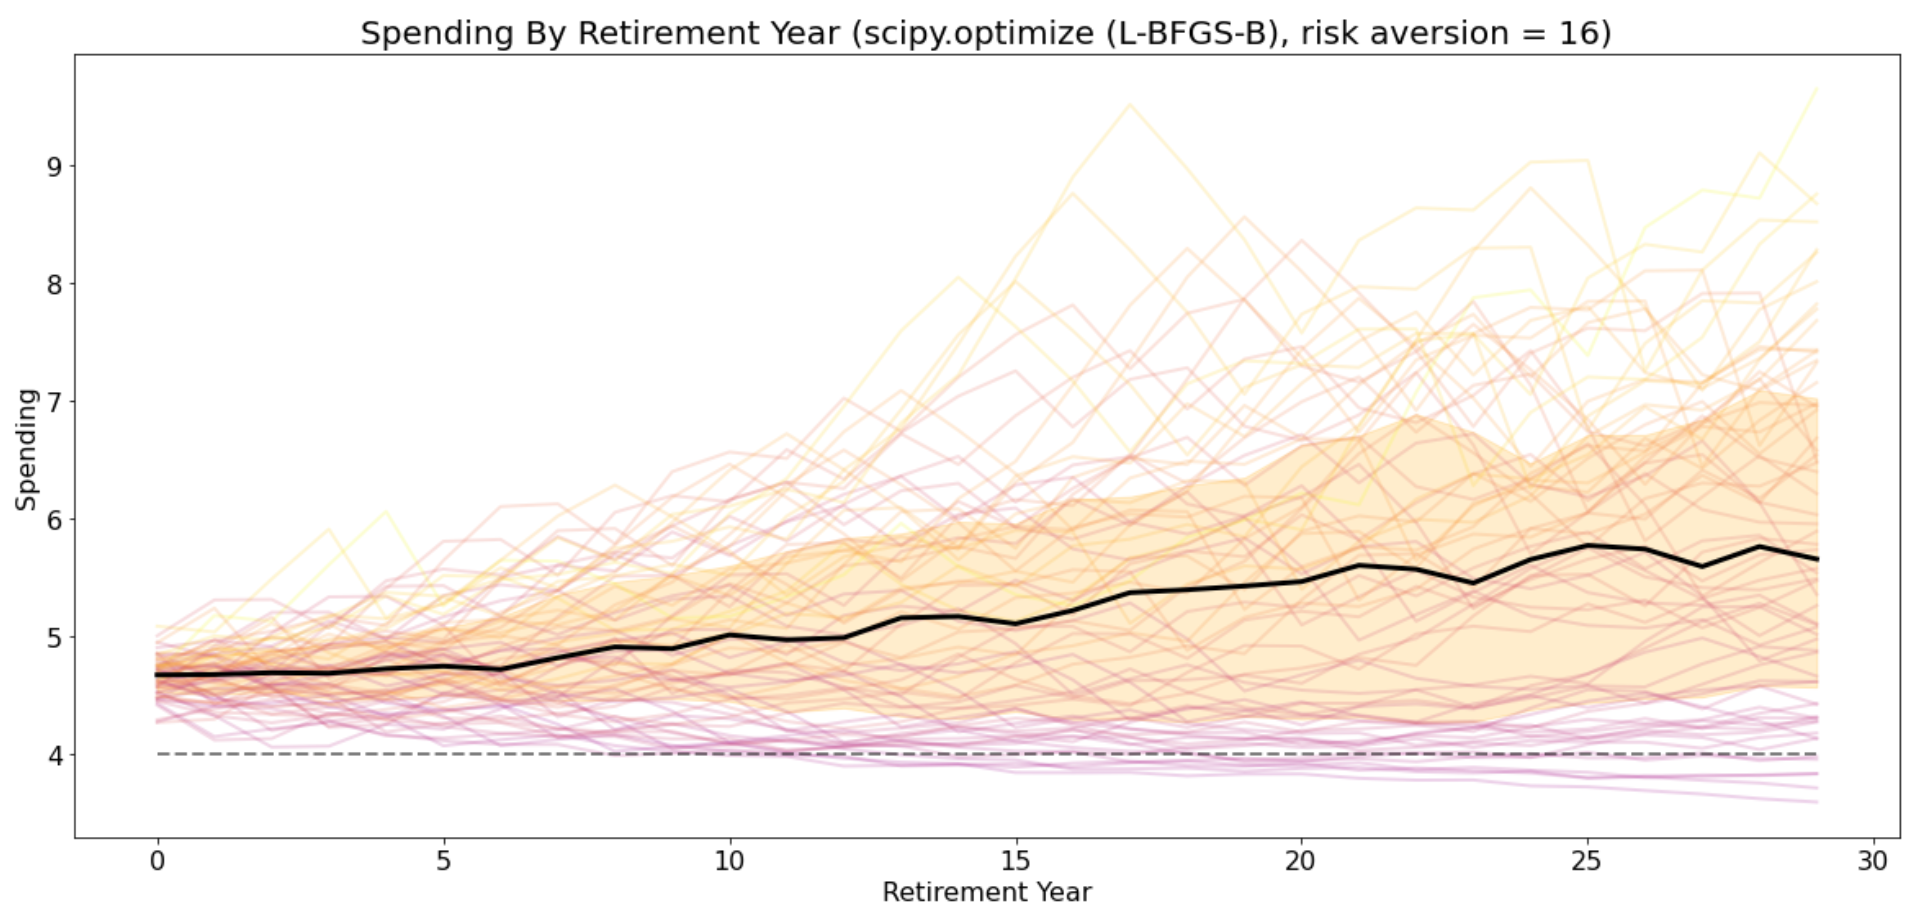 Spending By Retirement Year (scipy.optimize (L-BFGS-B), risk aversion = 16)
9
8
7
6
5
4
Spending
0 5 10 15 20 25 30
Retirement Year